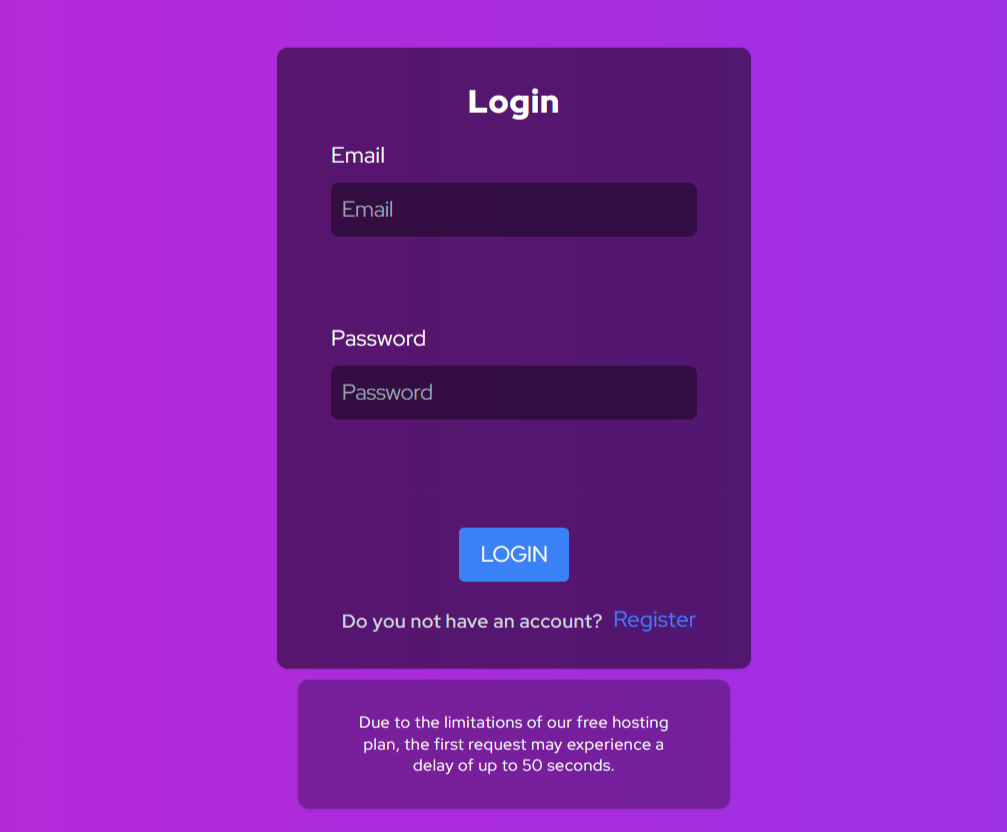 Login
Email
Email
Password
Password
LOGIN
Do you not have an account? Register
Due to the limitations of our free hosting
plan, the first request may experience a
delay of up to 50 seconds.